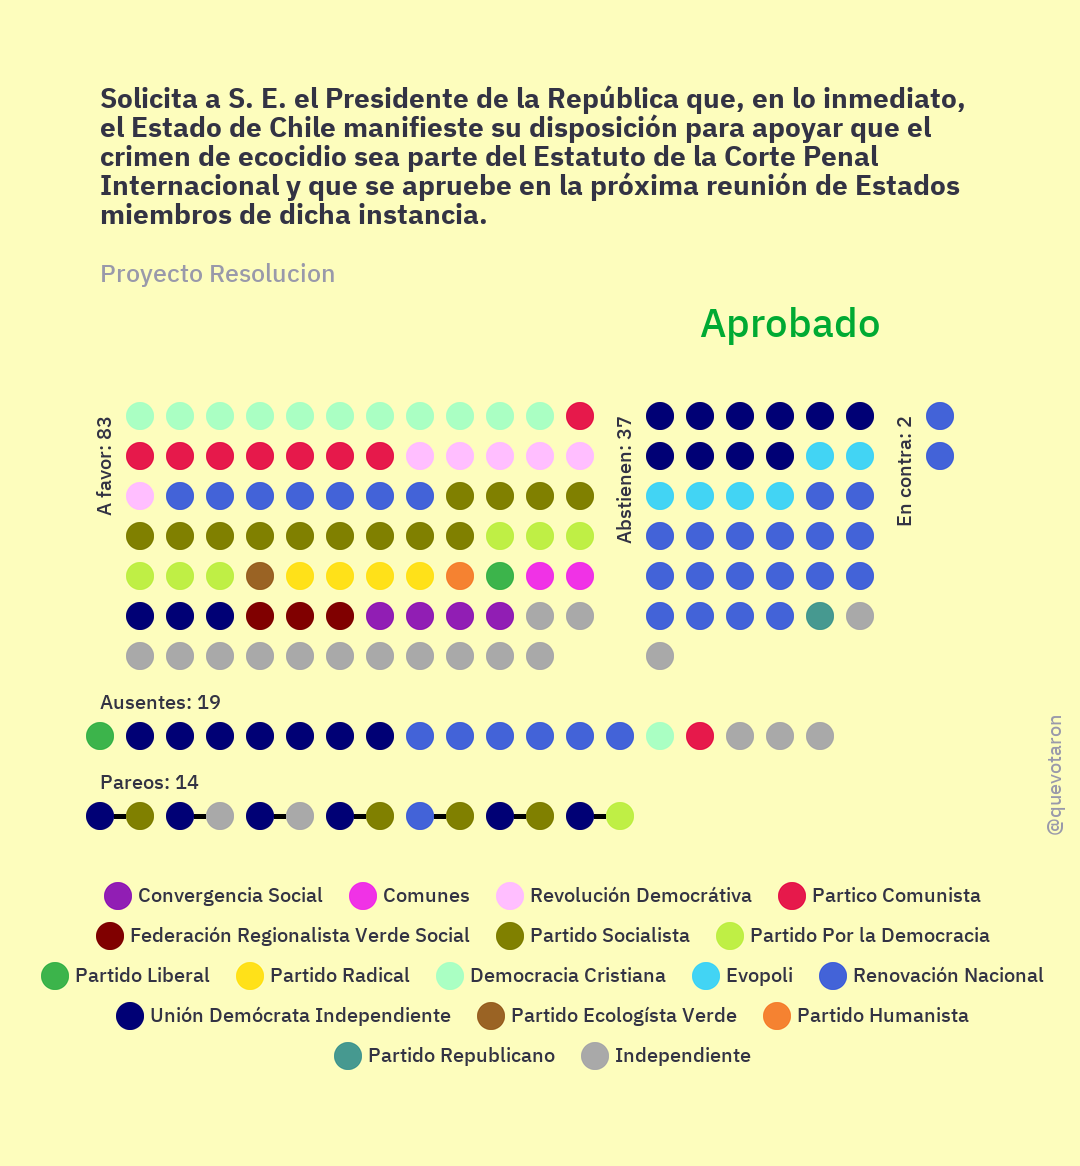 Solicita a S. E. el Presidente de la República que, en lo inmediato,
el Estado de Chile manifieste su disposición para apoyar que el
crimen de ecocidio sea parte del Estatuto de la Corte Penal
Internacional y que se apruebe en la próxima reunión de Estados
miembros de dicha instancia.
Proyecto Resolucion
Aprobado
A favor: 83
Abstienen: 37
En contra: 2
Ausentes: 19
Pareos: 14
@quevotaron
Convergencia Social Comunes Revolución Democrátiva Partico Comunista
Federación Regionalista Verde Social Partido Socialista Partido Por la Democracia
Partido Liberal Partido Radical Democracia Cristiana Evopoli Renovación Nacional
Unión Demócrata Independiente Partido Ecologísta Verde Partido Humanista
Partido Republicano Independiente